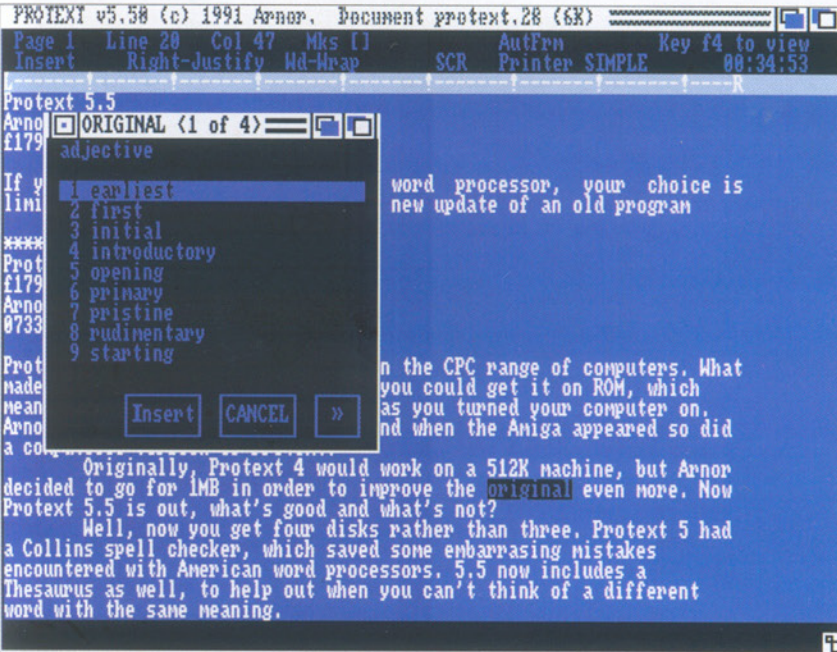 PROTEXT v5.50 (c) 1991 Arnor. Document protext.28 (6K)
Page 1 Line 20 Col 47 Mks [] AutFrm Key f4 to view
Insert Right-Justify Wd-Wrap SCR Printer SIMPLE 00:34:53
L-------!-------!-------!-------!-------!-------!-------!-------!----R
Protext 5.5
Arno
£179
ORIGINAL (1 of 4)
adjective
1 earliest
2 first
3 initial
4 introductory
5 opening
6 primary
7 pristine
8 rudimentary
9 starting
Insert CANCEL »
If y word processor, your choice is
limi new update of an old program
****
Prot
£179
Arno
0733
Prot n the CPC range of computers. What
made you could get it on ROM, which
mean as you turned your computer on.
Arno nd when the Amiga appeared so did
a co
Originally, Protext 4 would work on a 512K machine, but Arnor
decided to go for 1MB in order to improve the original even more. Now
Protext 5.5 is out, what's good and what's not?
Well, now you get four disks rather than three. Protext 5 had
a Collins spell checker, which saved some embarrasing mistakes
encountered with American word processors. 5.5 now includes a
Thesaurus as well, to help out when you can't think of a different
word with the same meaning.